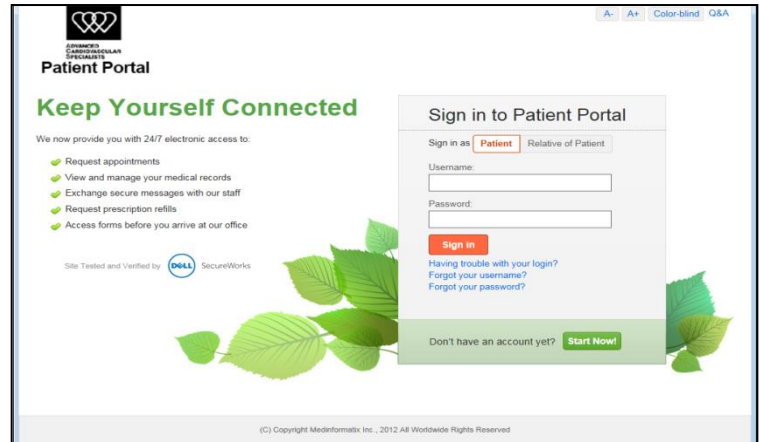 A- A+ Color-blind Q&A
ADVANCED
CARDIOVASCULAR
SPECIALISTS
Patient Portal
Keep Yourself Connected
We now provide you with 24/7 electronic access to:
Request appointments
View and manage your medical records
Exchange secure messages with our staff
Request prescription refills
Access forms before you arrive at our office
Site Tested and Verified by DELL SecureWorks
Sign in to Patient Portal
Sign in as Patient Relative of Patient
Username:
Password:
Sign in
Having trouble with your login?
Forgot your username?
Forgot your password?
Don't have an account yet? Start Now!
(C) Copyright Medinformatix Inc., 2012 All Worldwide Rights Reserved